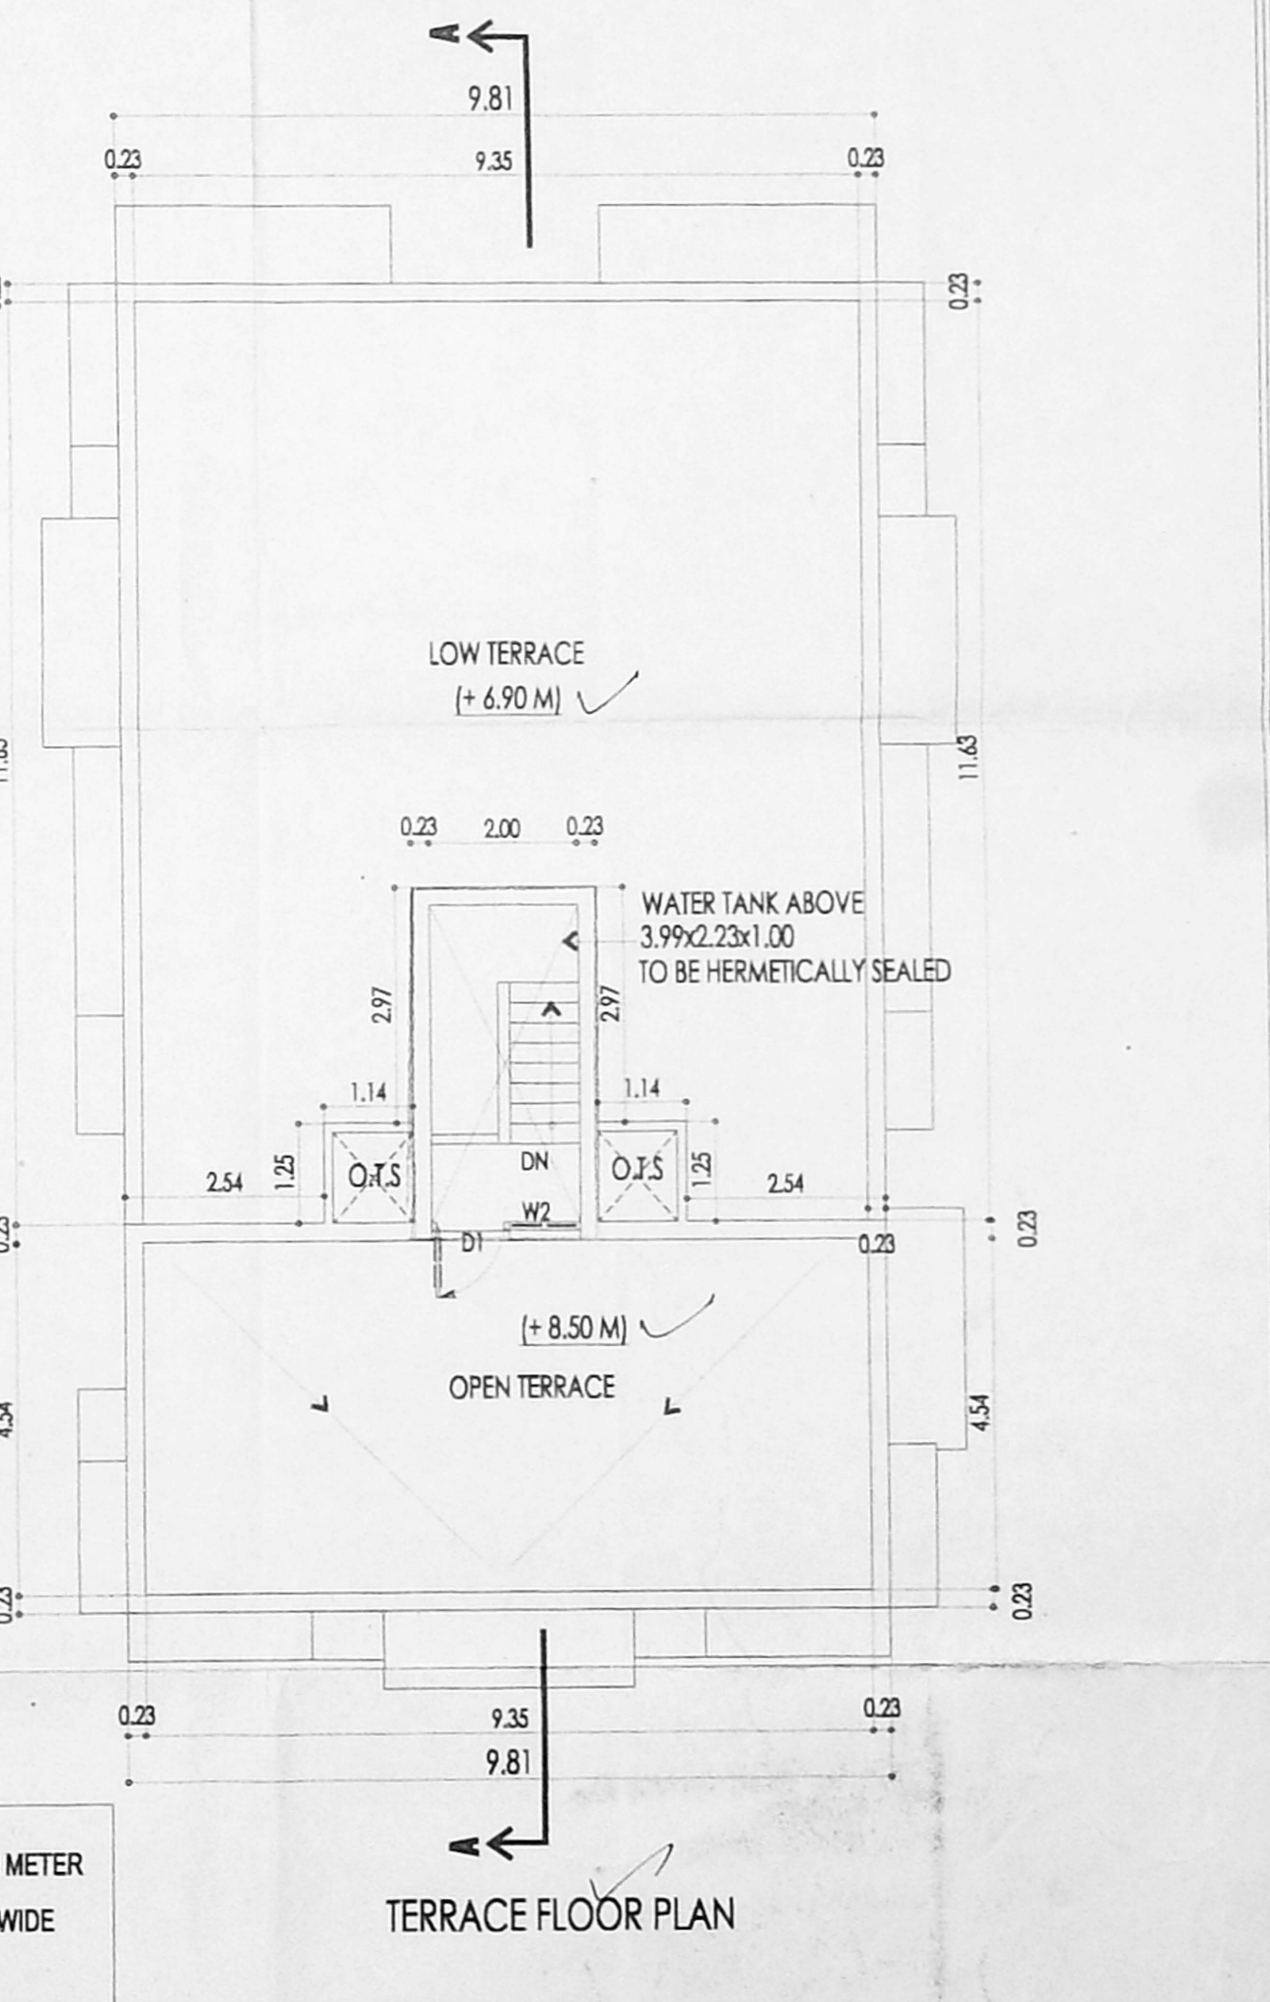 A
9.81
0.23
9.35
0.23
0.23
LOW TERRACE
(+ 6.90 M)
11.63
0.23
2.00
0.23
WATER TANK ABOVE
3.99x2.23x1.00
TO BE HERMETICALLY SEALED
2.97
2.97
1.14
1.14
O.T.S
DN
O.T.S
1.25
1.25
2.54
2.54
W2
D1
0.23
0.23
0.23
(+ 8.50 M)
OPEN TERRACE
4.54
4.54
0.23
0.23
0.23
9.35
0.23
9.81
A
METER
WIDE
TERRACE FLOOR PLAN